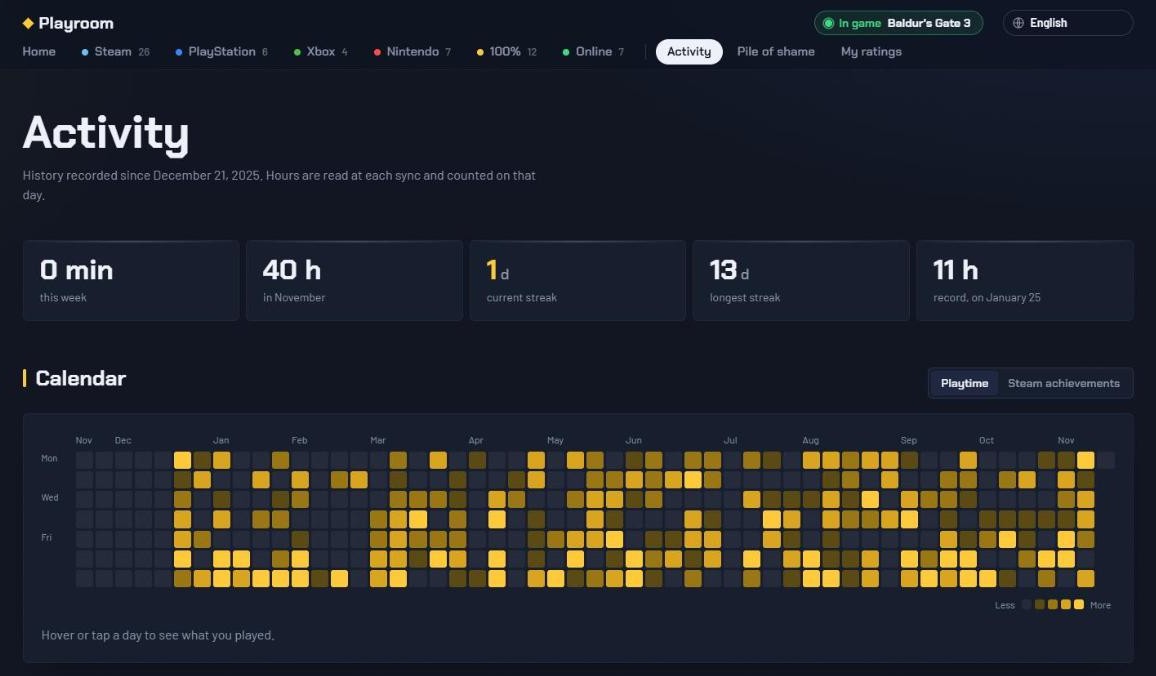 Playroom
In game Baldur's Gate 3
English
Home Steam 26 PlayStation 6 Xbox 4 Nintendo 7 100% 12 Online 7 Activity Pile of shame My ratings
Activity
History recorded since December 21, 2025. Hours are read at each sync and counted on that
day.
0 min
this week
40 h
in November
1 d
current streak
13 d
longest streak
11 h
record, on January 25
Calendar
Playtime Steam achievements
Nov Dec Jan Feb Mar Apr May Jun Jul Aug Sep Oct Nov
Mon
Wed
Fri
Less More
Hover or tap a day to see what you played.